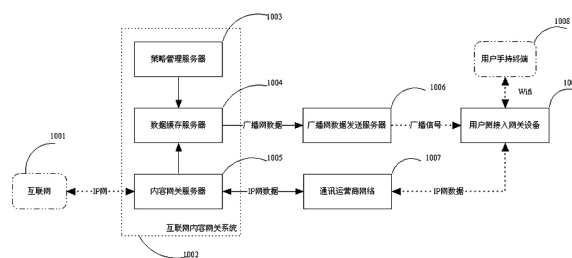 1003
1008
策略管理服务器
用户手持终端
1004
1006
Wifi
100
1001
数据缓存服务器
广播网数据
广播网数据发送服务器
广播信号
用户侧接入网关设备
1005
1007
互联网
IP网
内容网关服务器
IP网数据
通讯运营商网络
IP网数据
互联网内容网关系统
1002